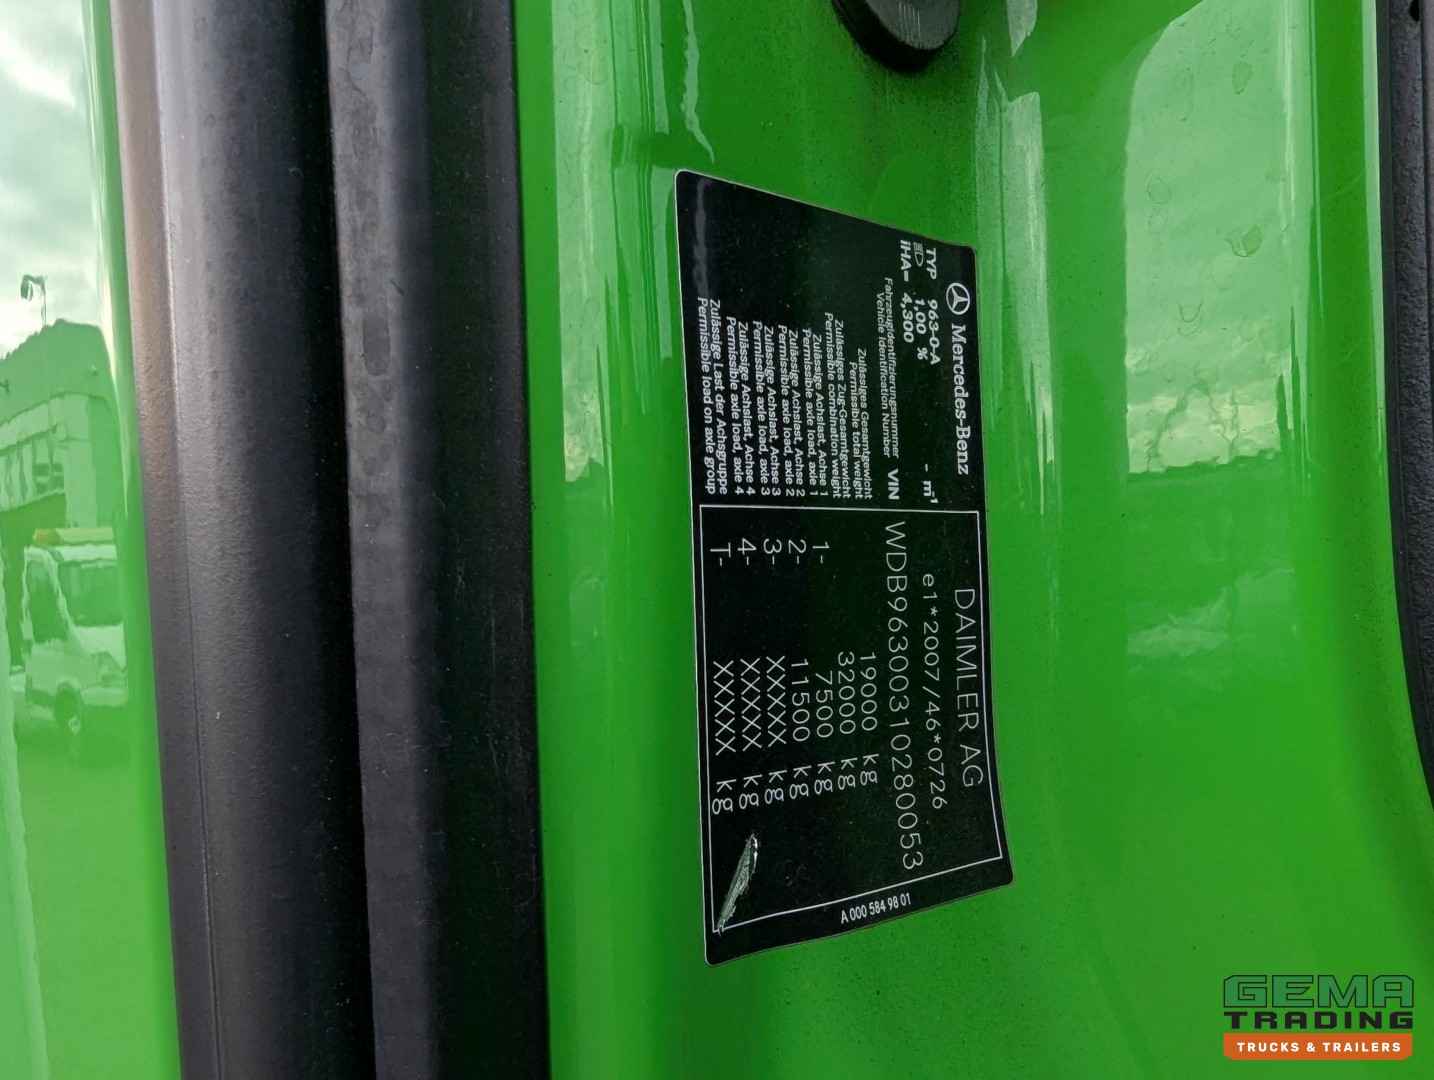 Mercedes-Benz
TYP 963-0-A
1,00 % - m-1
iHA= 4,300
Fahrzeugidentifizierungsnummer
Vehicle Identification Number VIN
Zulässiges Gesamtgewicht
Permissible total weight
Zulässiges Zug-Gesamtgewicht
Permissible combination weight
Zulässige Achslast, Achse 1
Permissible axle load, axle 1
Zulässige Achslast, Achse 2
Permissible axle load, axle 2
Zulässige Achslast, Achse 3
Permissible axle load, axle 3
Zulässige Achslast, Achse 4
Permissible axle load, axle 4
Zulässige Last der Achsgruppe
Permissible load on axle group
DAIMLER AG
e1*2007/46*0726
WDB96300310280053
19000 kg
32000 kg
1- 7500 kg
2- 11500 kg
3- XXXXX kg
4- XXXXX kg
T- XXXXX kg
A 000 584 98 01
GEMA
TRADING
TRUCKS & TRAILERS